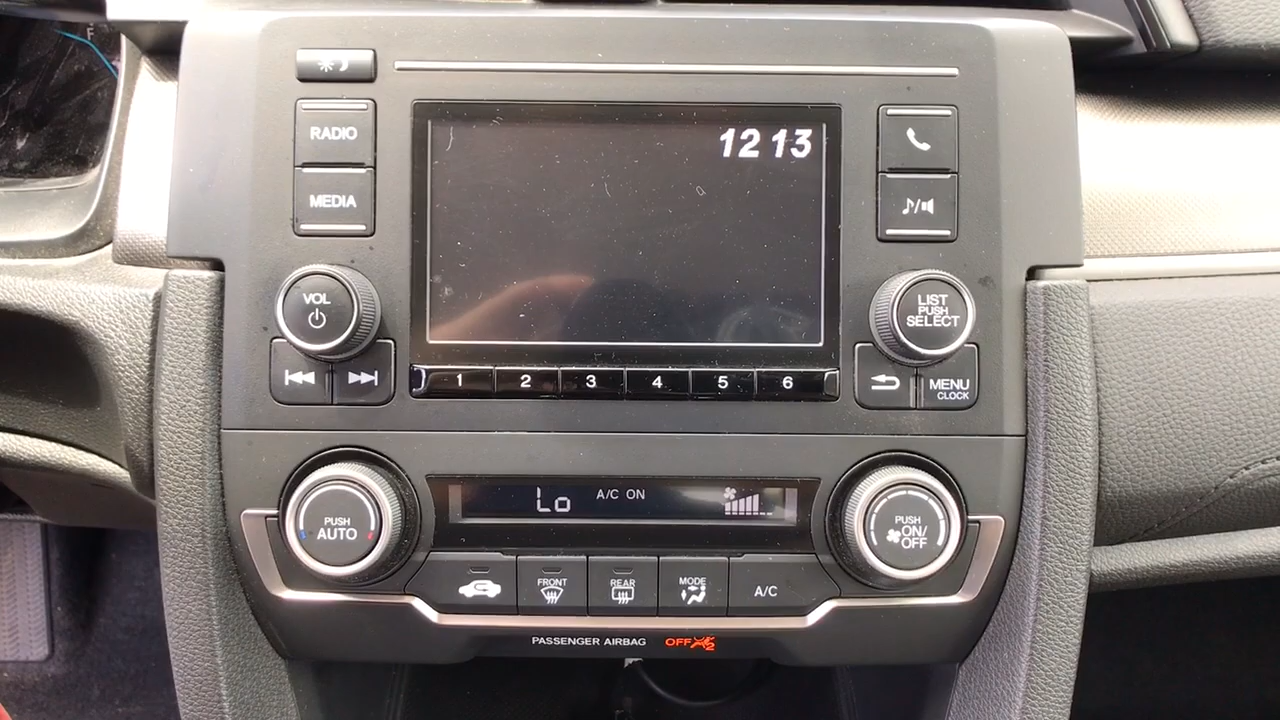 F
RADIO
MEDIA
12 13
VOL
LIST
PUSH
SELECT
1 2 3 4 5 6
MENU
CLOCK
PUSH
AUTO
Lo
A/C ON
PUSH
ON/
OFF
FRONT
REAR
MODE
A/C
PASSENGER AIRBAG OFF 2